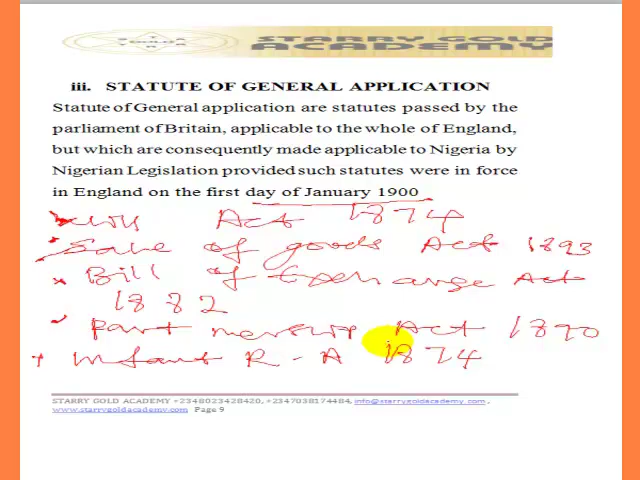 STARRY GOLD
ACADEMY
iii. STATUTE OF GENERAL APPLICATION
Statute of General application are statutes passed by the
parliament of Britain, applicable to the whole of England,
but which are consequently made applicable to Nigeria by
Nigerian Legislation provided such statutes were in force
in England on the first day of January 1900
Will Act 1874
Sale of goods Act 1893
Bill of Exchange Act
1882
Partnership Act 1890
Infant R - A 1874
STARRY GOLD ACADEMY +2348023428420, +2347038174484, info@starrygoldacademy.com ,
www.starrygoldacademy.com Page 9